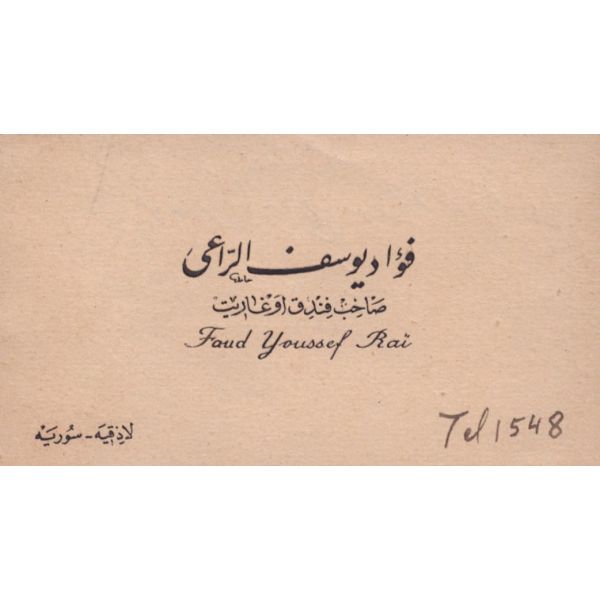 فؤاد يوسف الراعي
صاحب فندق اوغاريت
Faud Youssef Rai
لاذقية - سورية
Tel 1548